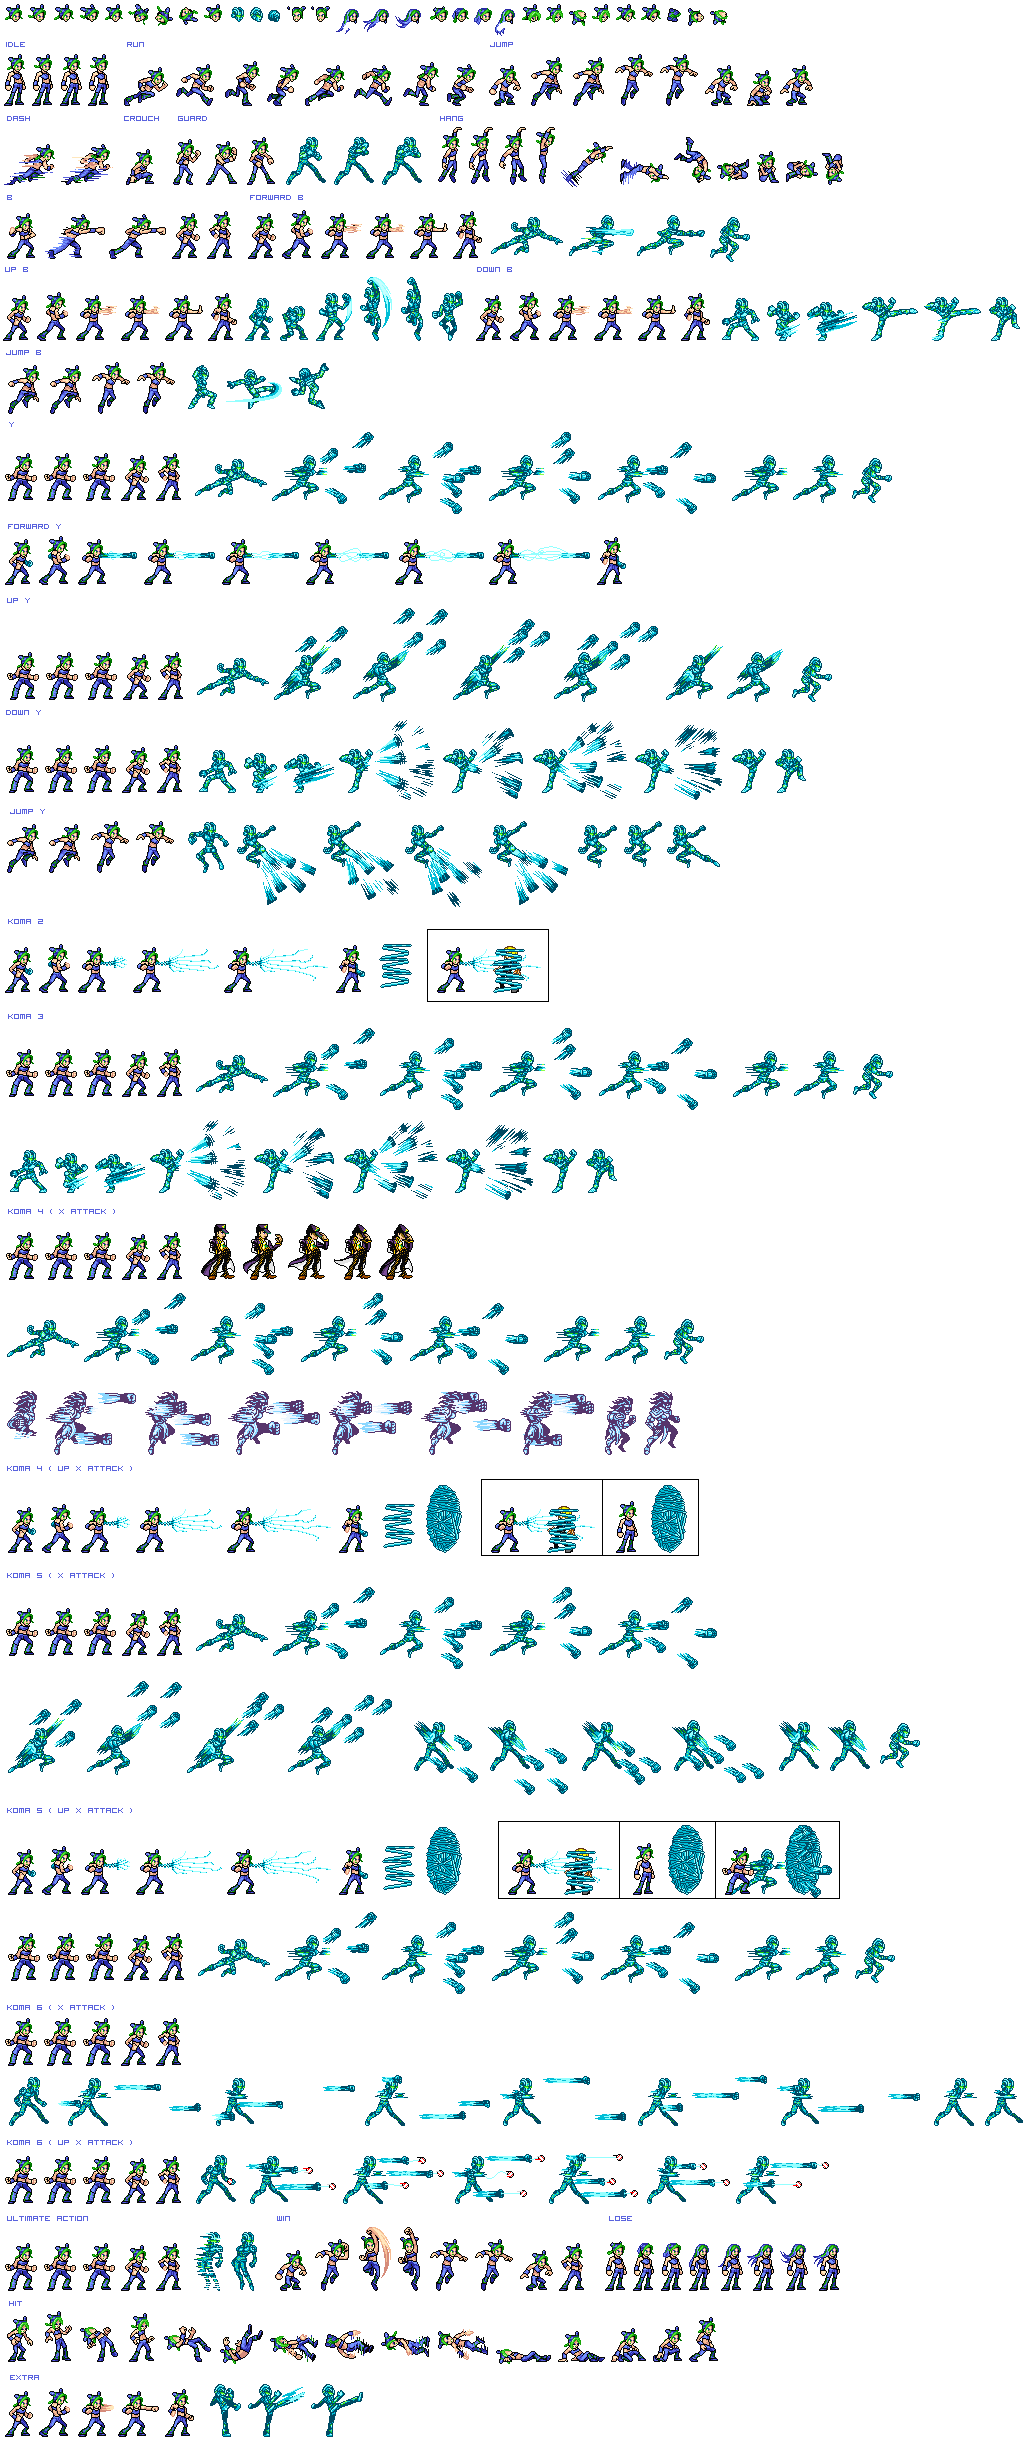 IDLE RUN JUMP
DASH CROUCH GUARD HANG
B FORWARD B
UP B DOWN B
JUMP B
Y
FORWARD Y
UP Y
DOWN Y
JUMP Y
KOMA 2
KOMA 3
KOMA 4 ( X ATTACK )
KOMA 4 ( UP X ATTACK )
KOMA 5 ( X ATTACK )
KOMA 5 ( UP X ATTACK )
KOMA 6 ( X ATTACK )
KOMA 6 ( UP X ATTACK )
ULTIMATE ACTION WIN LOSE
HIT
EXTRA